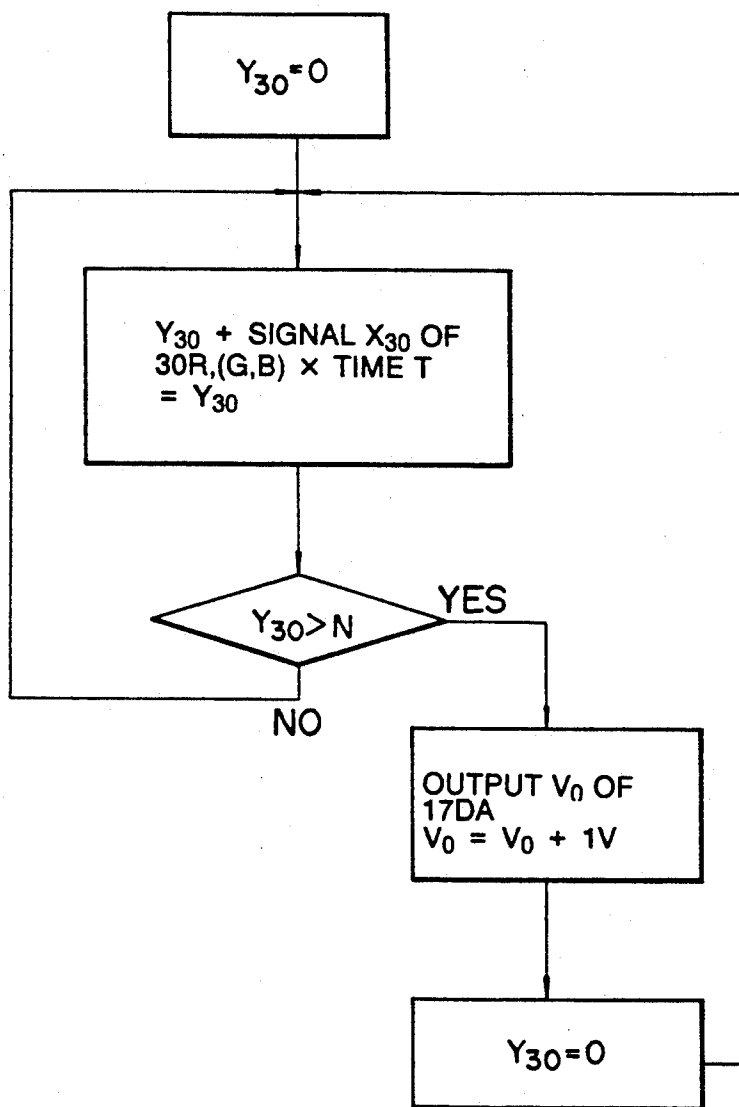 Y30=0
Y30 + SIGNAL X30 OF
30R,(G,B) × TIME T
= Y30
Y30>N
YES
NO
OUTPUT V0 OF
17DA
V0 = V0 + 1V
Y30=0